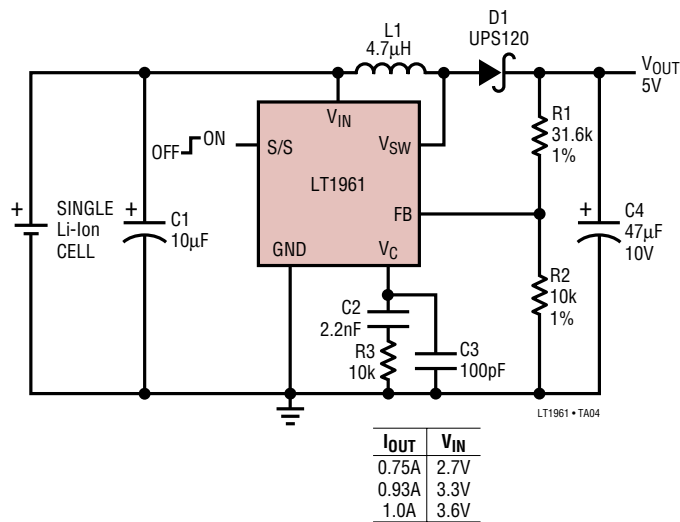 L1
4.7µH
D1
UPS120
VOUT
5V
OFF
ON
S/S
VIN
VSW
LT1961
FB
GND
VC
R1
31.6k
1%
+
SINGLE
Li-Ion
CELL
+
C1
10µF
+
C4
47µF
10V
R2
10k
1%
C2
2.2nF
R3
10k
C3
100pF
LT1961 • TA04
IOUT VIN
0.75A 2.7V
0.93A 3.3V
1.0A 3.6V